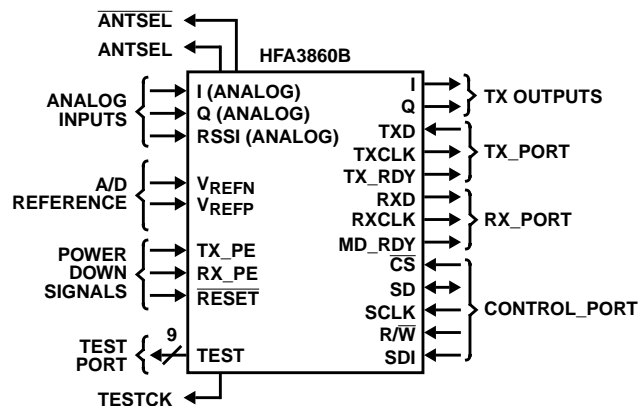 ANTSEL
ANTSEL
HFA3860B
ANALOG
INPUTS
I (ANALOG)
Q (ANALOG)
RSSI (ANALOG)
A/D
REFERENCE
VREFN
VREFP
POWER
DOWN
SIGNALS
TX_PE
RX_PE
RESET
TEST
PORT
9
TEST
TESTCK
I
Q
TX OUTPUTS
TXD
TXCLK
TX_RDY
TX_PORT
RXD
RXCLK
MD_RDY
RX_PORT
CS
SD
SCLK
R/W
SDI
CONTROL_PORT